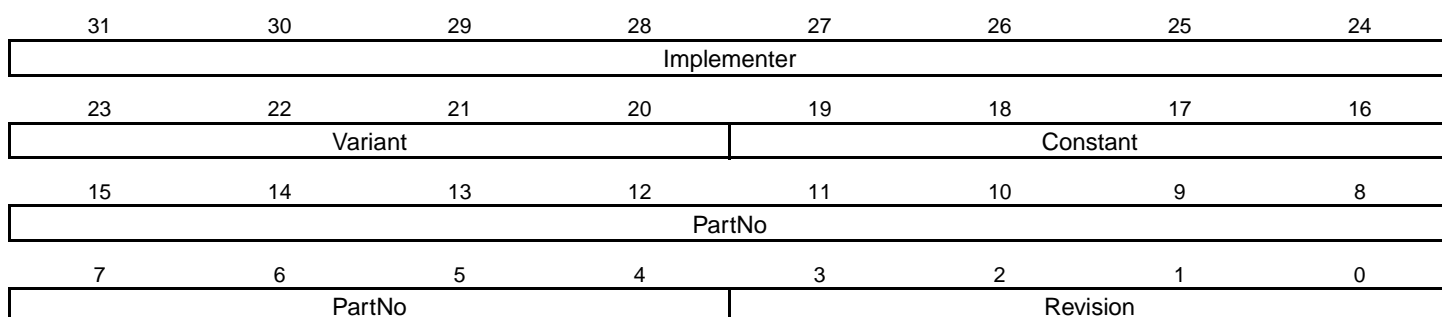 31 30 29 28 27 26 25 24
Implementer
23 22 21 20 19 18 17 16
Variant Constant
15 14 13 12 11 10 9 8
PartNo
7 6 5 4 3 2 1 0
PartNo Revision